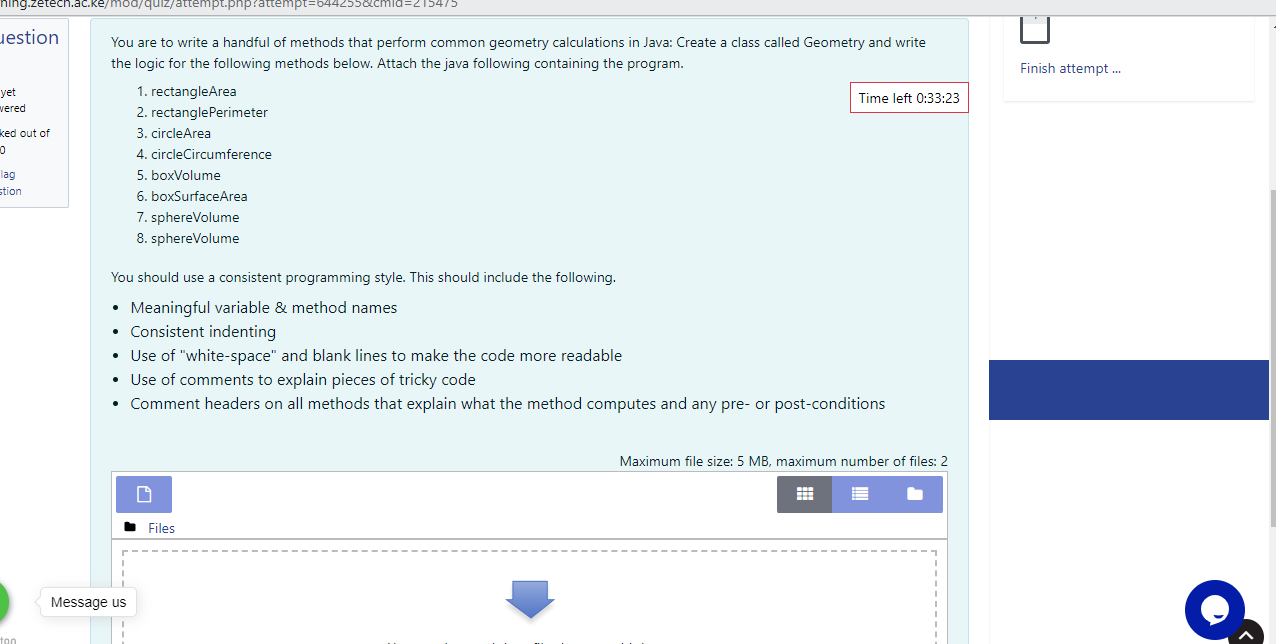 ning.zetech.ac.ke/mod/quiz/attempt.php?attempt=644255&cmid=215475
uestion
yet
wered
ked out of
0
lag
stion
You are to write a handful of methods that perform common geometry calculations in Java: Create a class called Geometry and write
the logic for the following methods below. Attach the java following containing the program.
1. rectangleArea
2. rectanglePerimeter
3. circleArea
4. circleCircumference
5. boxVolume
6. boxSurfaceArea
7. sphereVolume
8. sphereVolume
Time left 0:33:23
Finish attempt ...
You should use a consistent programming style. This should include the following.
• Meaningful variable & method names
• Consistent indenting
• Use of "white-space" and blank lines to make the code more readable
• Use of comments to explain pieces of tricky code
• Comment headers on all methods that explain what the method computes and any pre- or post-conditions
Maximum file size: 5 MB, maximum number of files: 2
Files
Message us